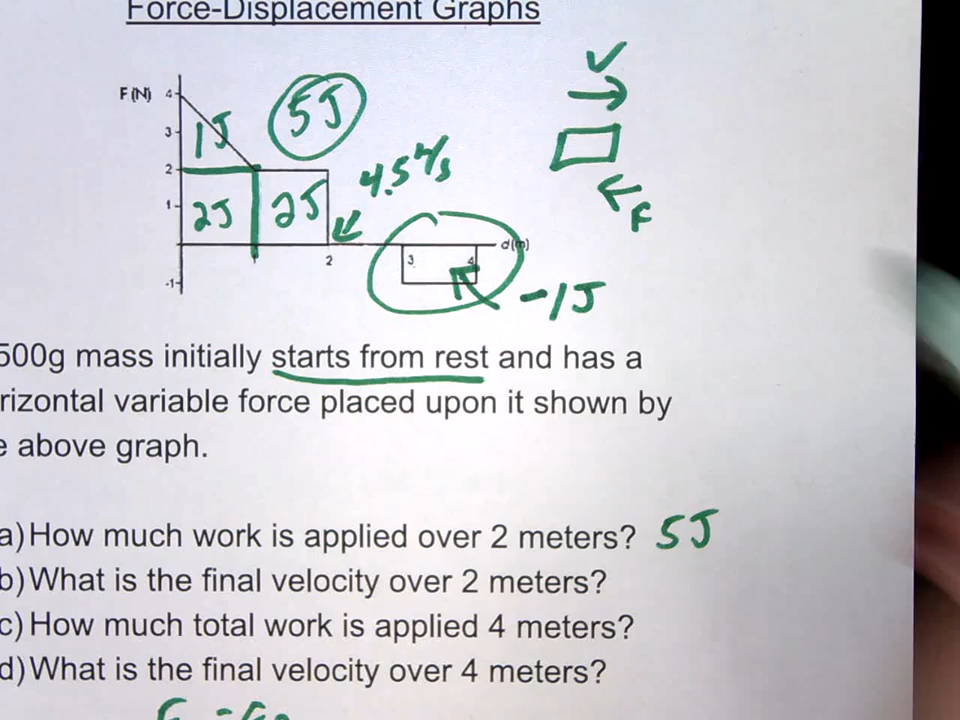 Force-Displacement Graphs
V
F (N) 4
3
2
1
-1
1J
5J
2J 2J
4.5 m/s
F
2
3
4
d(m)
-1J
500g mass initially starts from rest and has a
rizontal variable force placed upon it shown by
e above graph.
a) How much work is applied over 2 meters? 5J
b) What is the final velocity over 2 meters?
c) How much total work is applied 4 meters?
d) What is the final velocity over 4 meters?